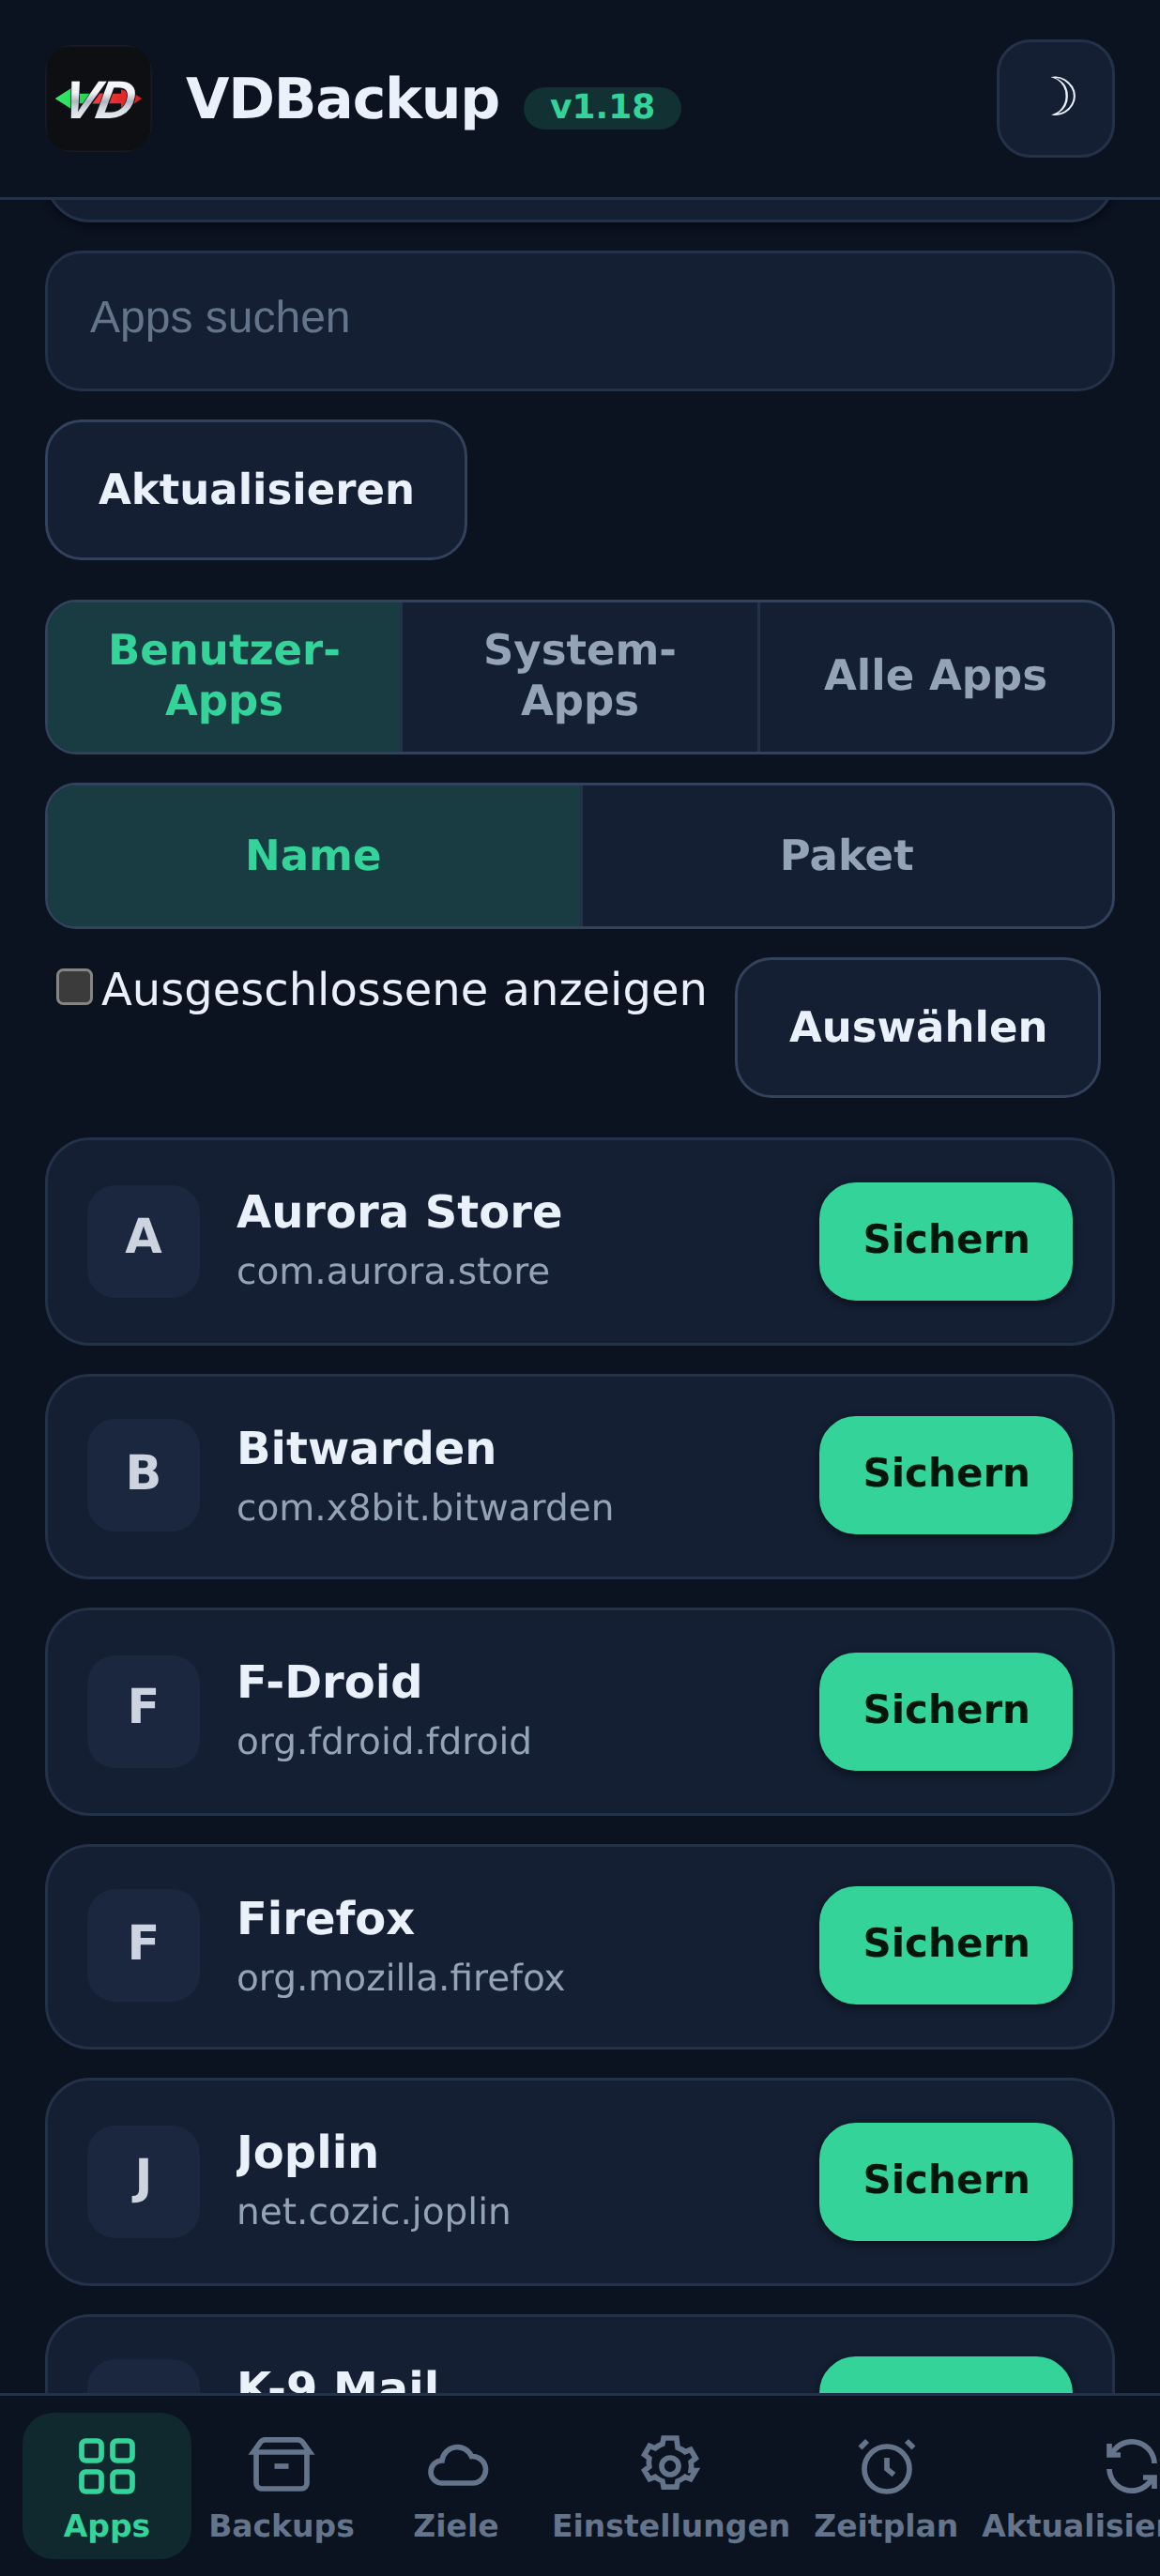 VD
VDBackup v1.18
Apps suchen
Aktualisieren
Benutzer-
Apps
System-
Apps
Alle Apps
Name
Paket
Ausgeschlossene anzeigen
Auswählen
A
Aurora Store
com.aurora.store
Sichern
B
Bitwarden
com.x8bit.bitwarden
Sichern
F
F-Droid
org.fdroid.fdroid
Sichern
F
Firefox
org.mozilla.firefox
Sichern
J
Joplin
net.cozic.joplin
Sichern
K-9 Mail
Apps
Backups
Ziele
Einstellungen
Zeitplan